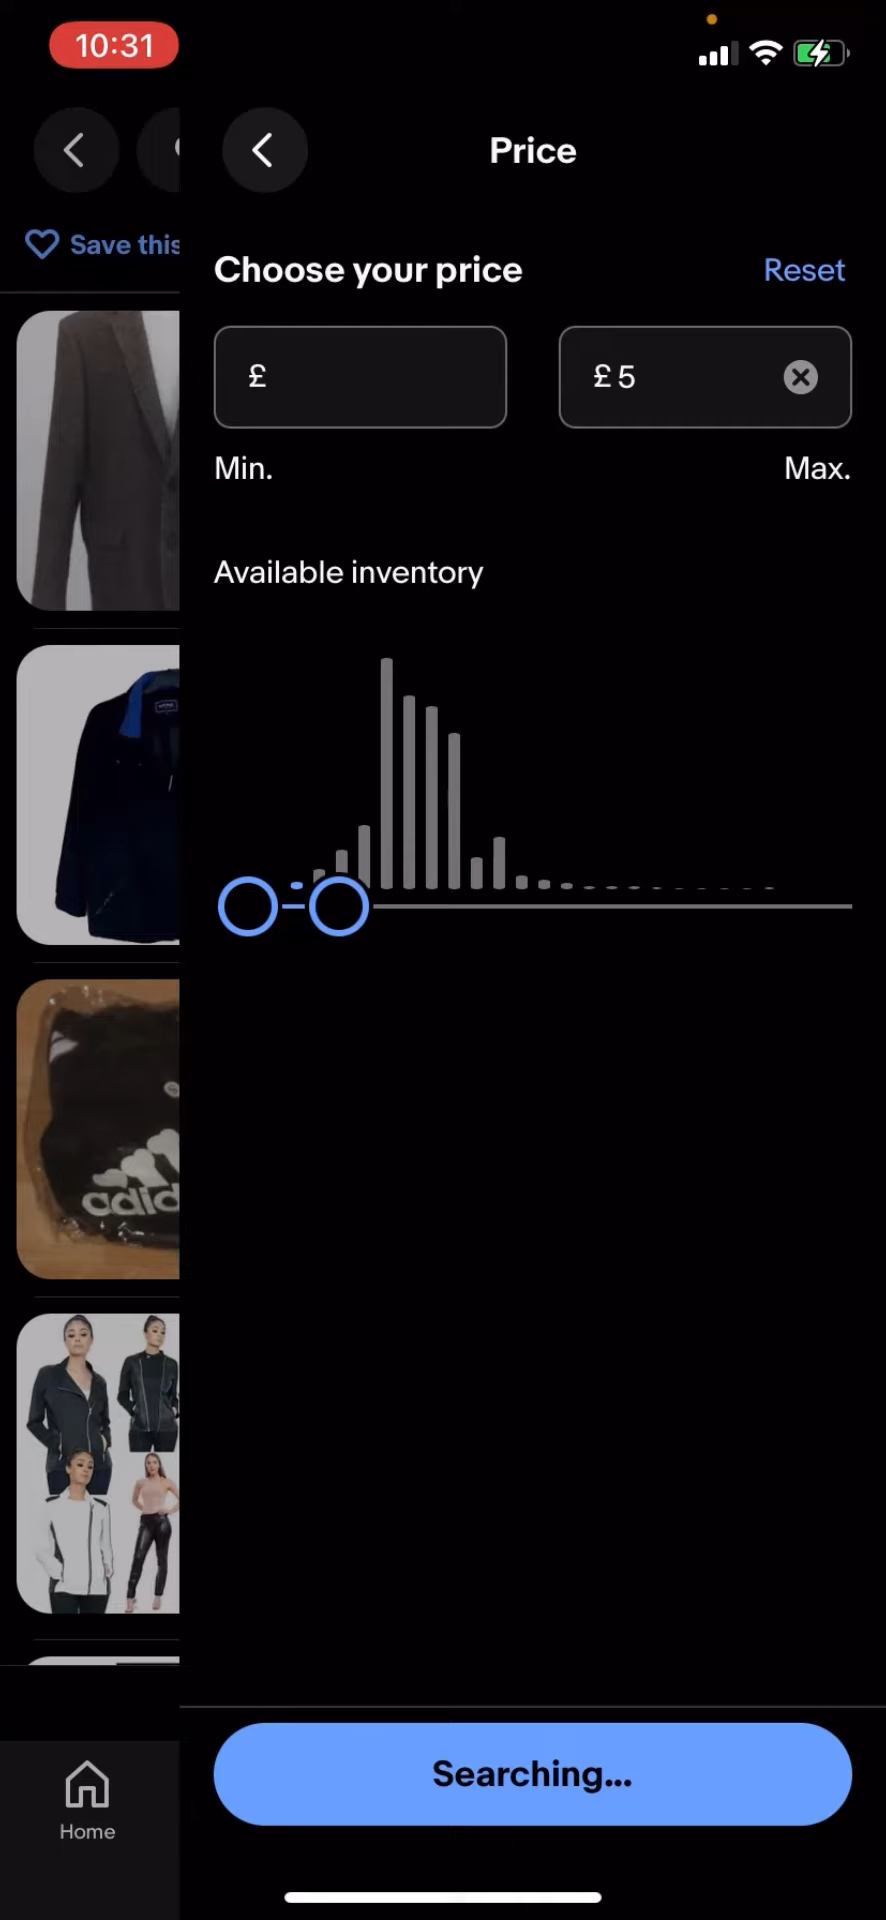 10:31
Price
Save this
Choose your price
Reset
£
£ 5
Min.
Max.
Available inventory
adid
Searching...
Home